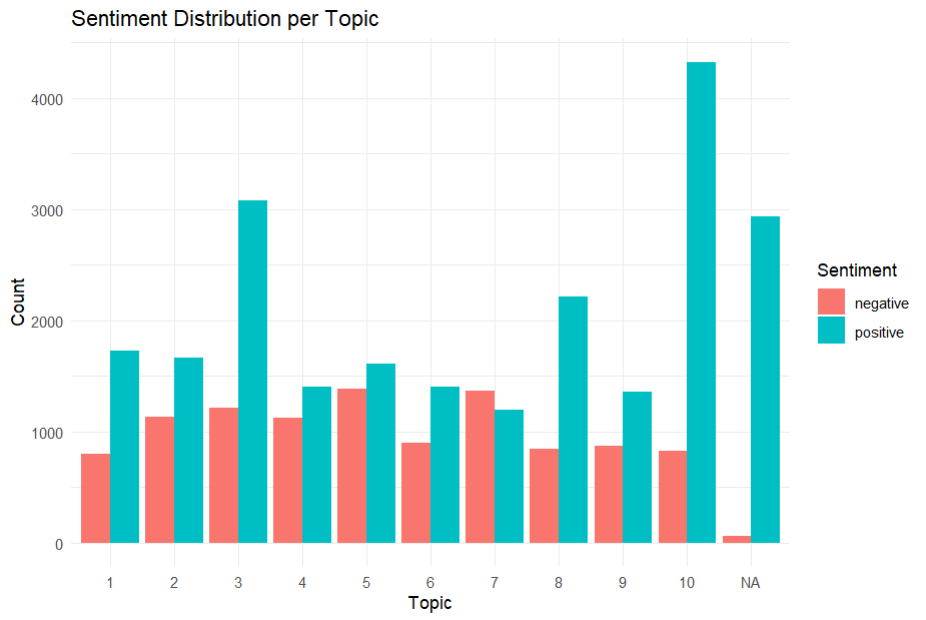 Sentiment Distribution per Topic
Count
4000
3000
2000
1000
0
1 2 3 4 5 6 7 8 9 10 NA
Topic
Sentiment
negative
positive